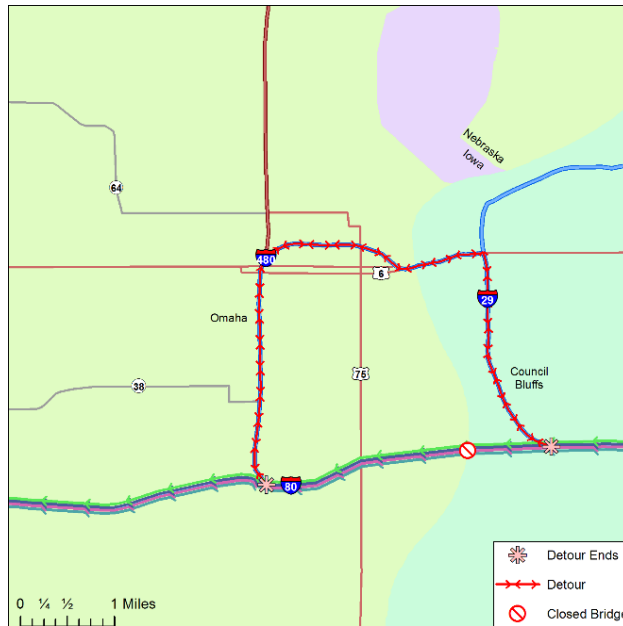 Nebraska
Iowa
64
480
6
29
Omaha
Council
Bluffs
75
38
80
0 ¼ ½ 1 Miles
Detour Ends
Detour
Closed Bridge